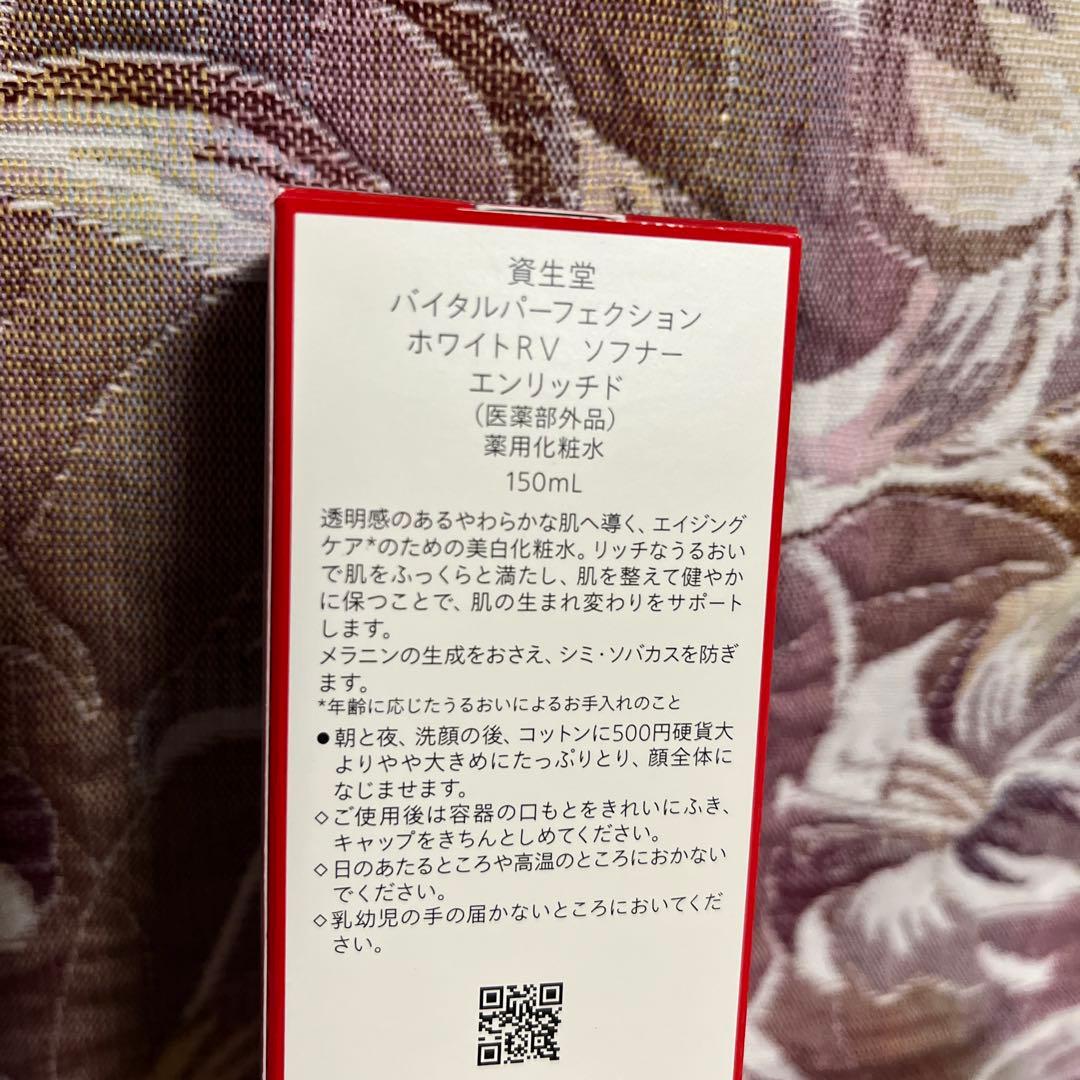 資生堂
バイタルパーフェクション
ホワイトRV ソフナー
エンリッチド
(医薬部外品)
薬用化粧水
150mL
透明感のあるやわらかな肌へ導く、エイジング
ケア*のための美白化粧水。リッチなうるおい
で肌をふっくらと満たし、肌を整えて健やか
に保つことで、肌の生まれ変わりをサポート
します。
メラニンの生成をおさえ、シミ・ソバカスを防ぎ
ます。
*年齢に応じたうるおいによるお手入れのこと
●朝と夜、洗顔の後、コットンに500円硬貨大
よりやや大きめにたっぷりとり、顔全体に
なじませます。
◇ご使用後は容器の口もとをきれいにふき、
キャップをきちんとしめてください。
◇日のあたるところや高温のところにおかない
でください。
◇乳幼児の手の届かないところにおいてくだ
さい。